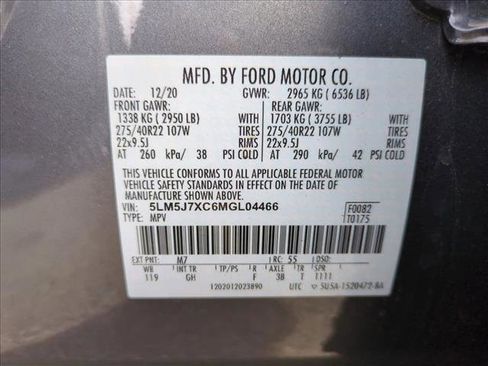 MFD. BY FORD MOTOR CO.
DATE: 12/20 GVWR: 2965 KG ( 6536 LB)
FRONT GAWR: REAR GAWR:
1338 KG ( 2950 LB) WITH 1703 KG ( 3755 LB) WITH
275/40R22 107W TIRES 275/40R22 107W TIRES
22x9.5J RIMS 22x9.5J RIMS
AT 260 kPa/ 38 PSI COLD AT 290 kPa/ 42 PSI COLD
THIS VEHICLE CONFORMS TO ALL APPLICABLE FEDERAL MOTOR
VEHICLE SAFETY AND THEFT PREVENTION STANDARDS IN EFFECT ON
THE DATE OF MANUFACTURE SHOWN ABOVE.
VIN: 5LM5J7XC6MGL04466 F0082
TYPE: MPV T0175
EXT PNT: M7 RC: 55 DSO:
WB INT TR TP/PS R AXLE TR SPR
119 GH F 38 T 1111
1202012023890 UTC 5U5A-1520472-BA